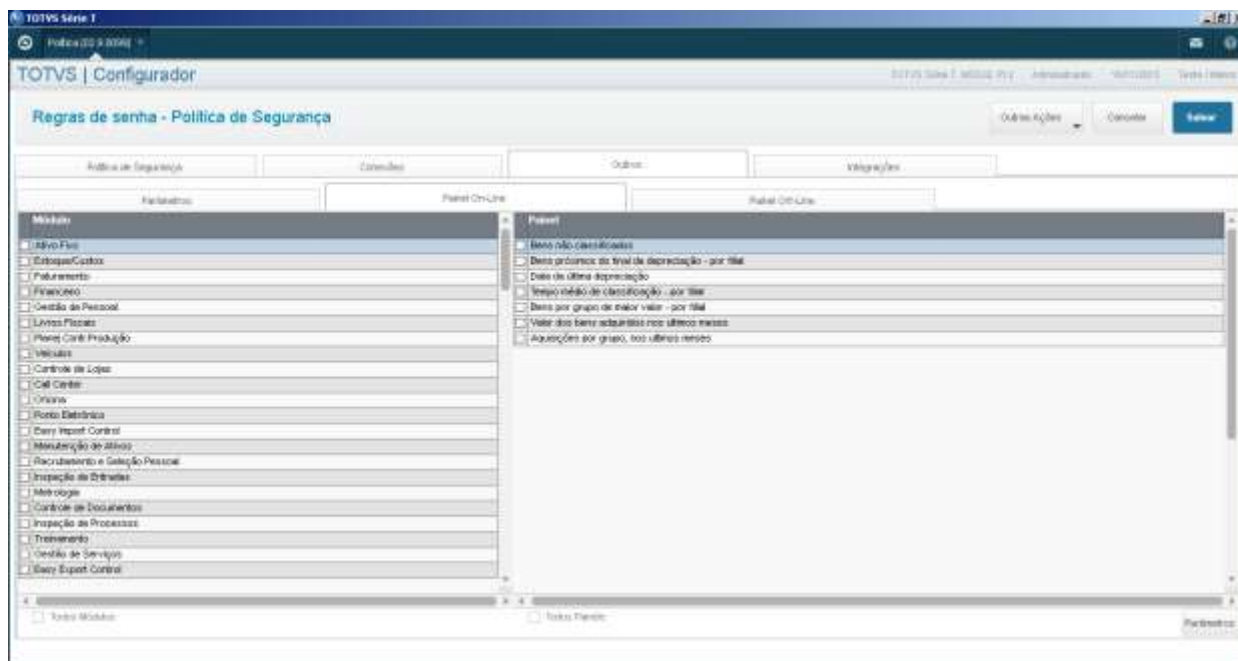 TOTVS Série T
TOTVS | Configurador
Regras de senha - Política de Segurança
Outras Ações
Cancelar
Salvar
Política de Segurança
Conexões
Outros
Integrações
Parâmetros
Painel On-Line
Painel Off-Line
Módulo
Painel
Ativo Fixo
Bens não classificados
Estoque/Custos
Bens próximos do final da depreciação - por filial
Faturamento
Data da última depreciação
Financeiro
Tempo médio de classificação - por filial
Gestão de Pessoal
Bens por grupo de maior valor - por filial
Livros Fiscais
Valor dos bens adquiridos nos últimos meses
Planej Contr Produção
Aquisições por grupo, nos ultimos meses
Veículos
Controle de Lojas
Call Center
Oficina
Ponto Eletrônico
Easy Import Control
Manutenção de Ativos
Recrutamento e Seleção Pessoal
Inspeção de Entradas
Metrologia
Controle de Documentos
Inspeção de Processos
Treinamento
Gestão de Serviços
Easy Export Control
Todos Módulos
Todos Painéis
Parâmetros